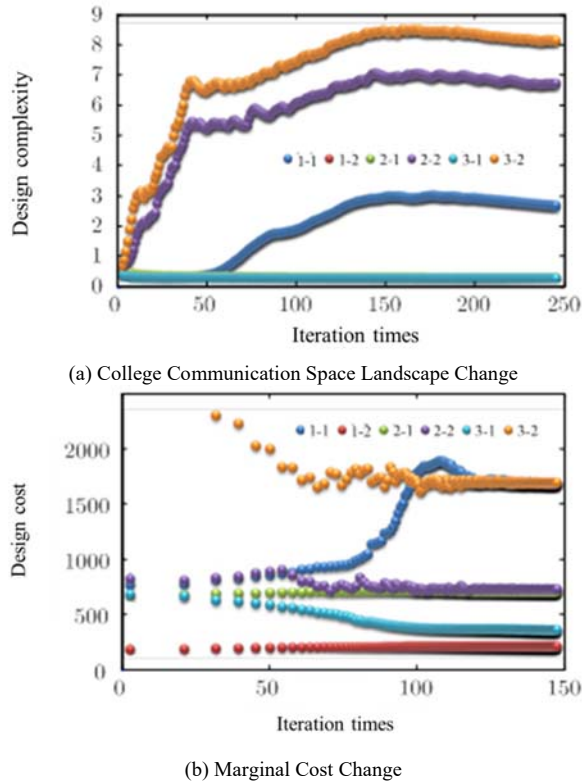 9
8
7
6
5
4
3
2
1
0
Design complexity
1-1 1-2 2-1 2-2 3-1 3-2
0 50 100 150 200 250
Iteration times
(a) College Communication Space Landscape Change
2000
1500
1000
500
0
Design cost
1-1 1-2 2-1 2-2 3-1 3-2
0 50 100 150
Iteration times
(b) Marginal Cost Change